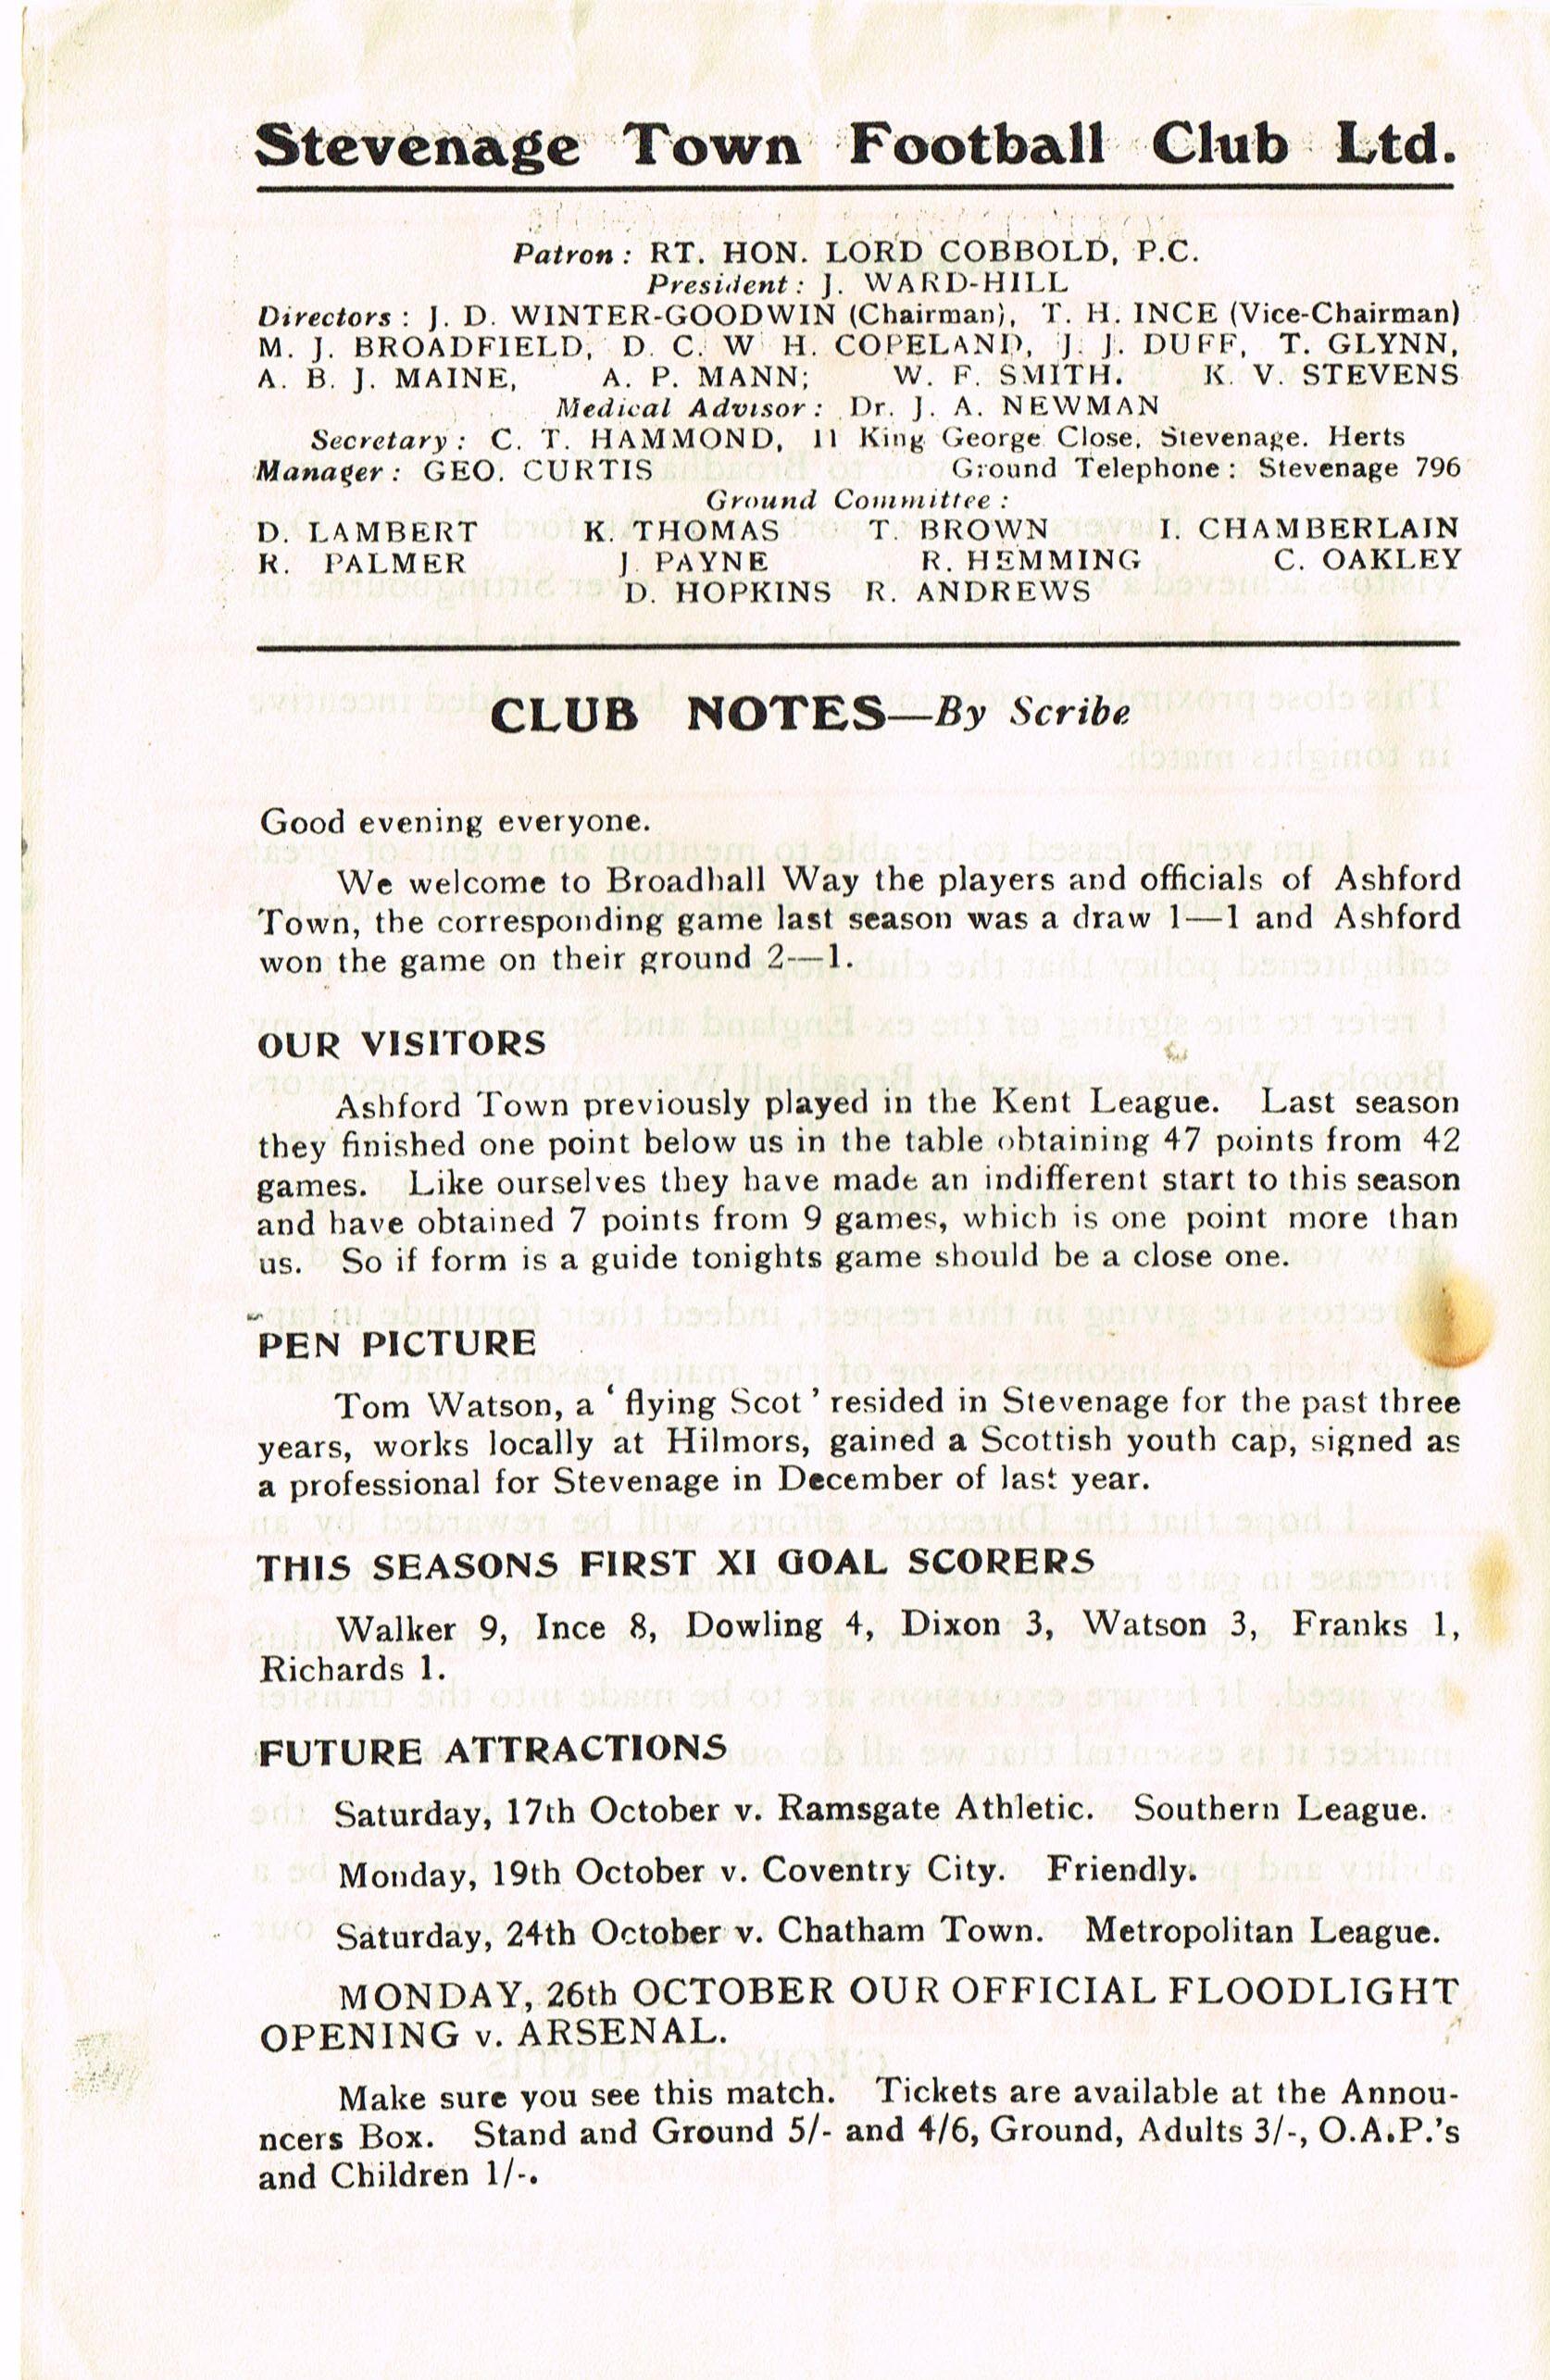 Stevenage Town Football Club Ltd.
Patron: RT. HON. LORD COBBOLD, P.C.
President: J. WARD-HILL
Directors: J. D. WINTER-GOODWIN (Chairman), T. H. INCE (Vice-Chairman)
M. J. BROADFIELD, D. C. W H. COPELAND, J. J. DUFF, T. GLYNN,
A. B. J. MAINE, A. P. MANN; W. F. SMITH. K. V. STEVENS
Medical Advisor: Dr. J. A. NEWMAN
Secretary: C. T. HAMMOND, 11 King George Close, Stevenage. Herts
Manager: GEO. CURTIS Ground Telephone: Stevenage 796
Ground Committee:
D. LAMBERT K. THOMAS T. BROWN I. CHAMBERLAIN
R. PALMER J. PAYNE R. HEMMING C. OAKLEY
D. HOPKINS R. ANDREWS
CLUB NOTES—By Scribe
Good evening everyone.
We welcome to Broadhall Way the players and officials of Ashford
Town, the corresponding game last season was a draw 1—1 and Ashford
won the game on their ground 2—1.
OUR VISITORS
Ashford Town previously played in the Kent League. Last season
they finished one point below us in the table obtaining 47 points from 42
games. Like ourselves they have made an indifferent start to this season
and have obtained 7 points from 9 games, which is one point more than
us. So if form is a guide tonights game should be a close one.
PEN PICTURE
Tom Watson, a ‘ flying Scot ’ resided in Stevenage for the past three
years, works locally at Hilmors, gained a Scottish youth cap, signed as
a professional for Stevenage in December of last year.
THIS SEASONS FIRST XI GOAL SCORERS
Walker 9, Ince 8, Dowling 4, Dixon 3, Watson 3, Franks 1,
Richards 1.
FUTURE ATTRACTIONS
Saturday, 17th October v. Ramsgate Athletic. Southern League.
Monday, 19th October v. Coventry City. Friendly.
Saturday, 24th October v. Chatham Town. Metropolitan League.
MONDAY, 26th OCTOBER OUR OFFICIAL FLOODLIGHT
OPENING v. ARSENAL.
Make sure you see this match. Tickets are available at the Annou-
ncers Box. Stand and Ground 5/- and 4/6, Ground, Adults 3/-, O.A.P.'s
and Children 1/-.